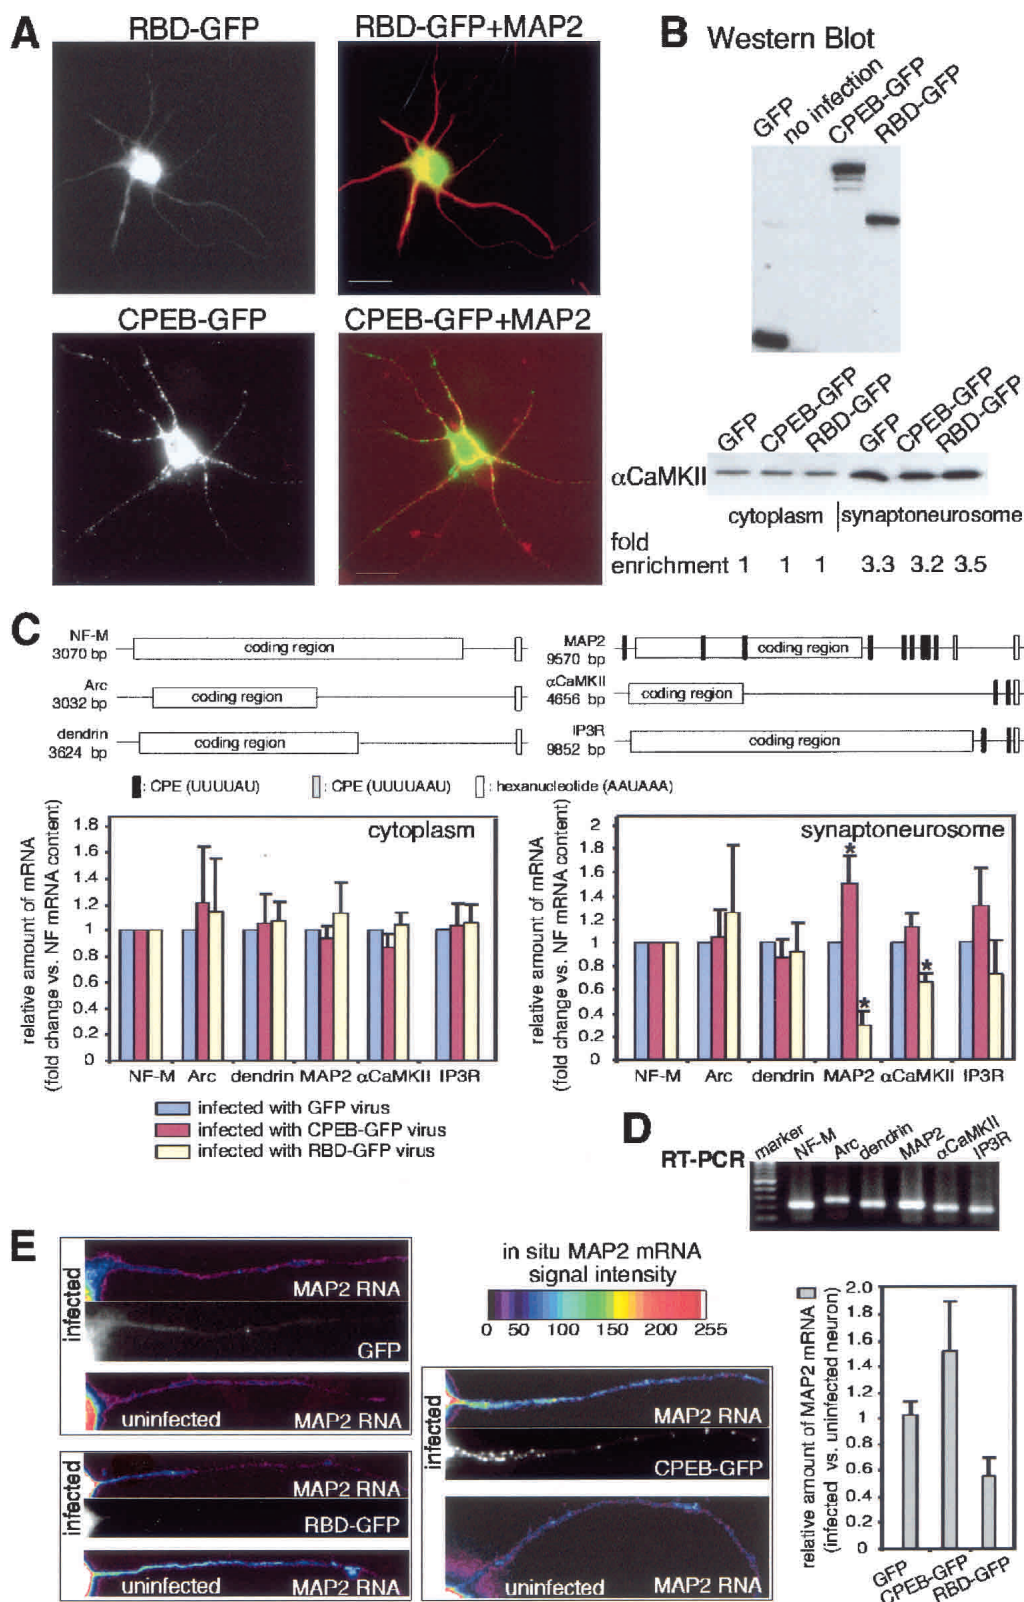 A
RBD-GFP
RBD-GFP+MAP2
CPEB-GFP
CPEB-GFP+MAP2
B Western Blot
GFP
no infection
CPEB-GFP
RBD-GFP
GFP
CPEB-GFP
RBD-GFP
GFP
CPEB-GFP
RBD-GFP
αCaMKII
cytoplasm
synaptoneurosome
fold
enrichment 1 1 1 3.3 3.2 3.5
C
NF-M
3070 bp
coding region
Arc
3032 bp
coding region
dendrin
3624 bp
coding region
MAP2
9570 bp
coding region
αCaMKII
4656 bp
coding region
IP3R
9852 bp
coding region
: CPE (UUUUAU)
: CPE (UUUUAAU)
: hexanucleotide (AAUAAA)
cytoplasm
relative amount of mRNA
(fold change vs. NF mRNA content)
1.8
1.6
1.4
1.2
1
0.8
0.6
0.4
0.2
0
NF-M Arc dendrin MAP2 αCaMKII IP3R
synaptoneurosome
relative amount of mRNA
(fold change vs. NF mRNA content)
2
1.8
1.6
1.4
1.2
1
0.8
0.6
0.4
0.2
0
* * *
NF-M Arc dendrin MAP2 αCaMKII IP3R
infected with GFP virus
infected with CPEB-GFP virus
infected with RBD-GFP virus
D
RT-PCR
marker
NF-M
Arc
dendrin
MAP2
αCaMKII
IP3R
E
infected
MAP2 RNA
GFP
uninfected MAP2 RNA
infected
MAP2 RNA
RBD-GFP
uninfected MAP2 RNA
in situ MAP2 mRNA
signal intensity
0 50 100 150 200 255
infected
MAP2 RNA
CPEB-GFP
uninfected MAP2 RNA
relative amount of MAP2 mRNA
(infected vs. uninfected neuron)
2.0
1.8
1.6
1.4
1.2
1
0.8
0.6
0.4
0.2
0
GFP
CPEB-GFP
RBD-GFP